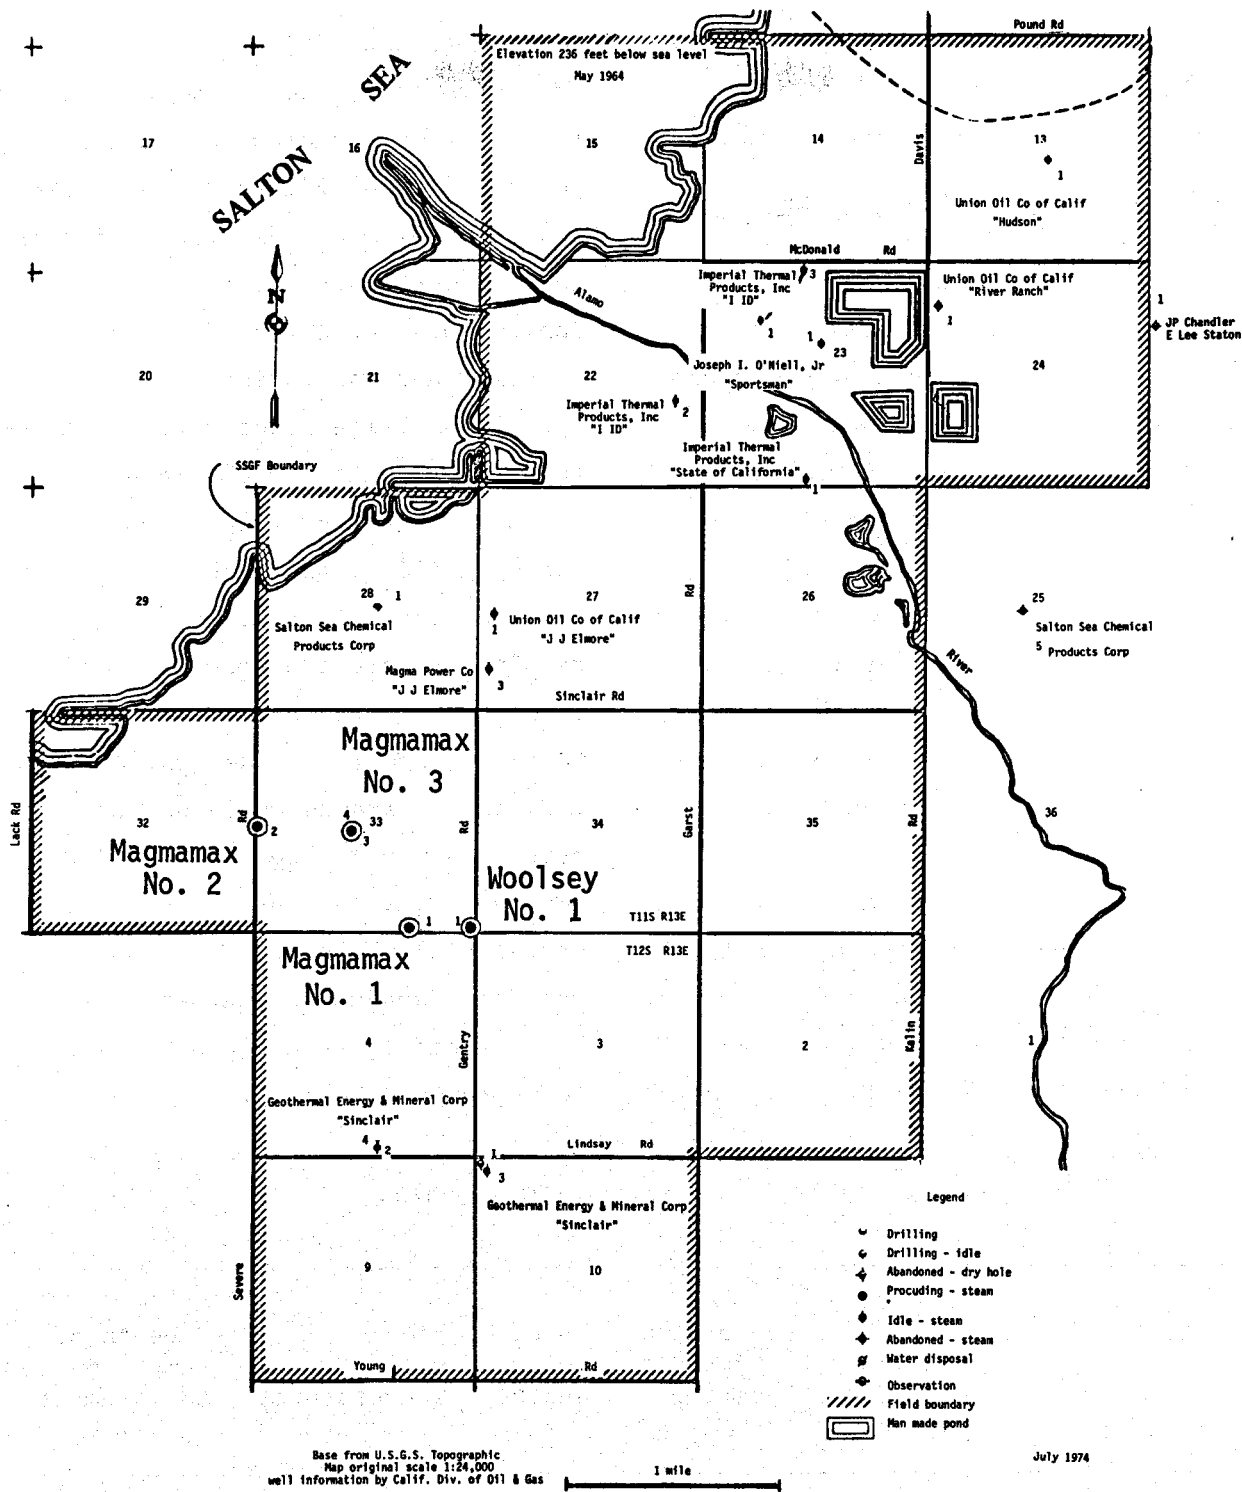 Pound Rd
Elevation 236 feet below sea level
May 1964
SALTON SEA
17
16
15
14
Davis
13
1
Union Oil Co of Calif
"Hudson"
McDonald Rd
Imperial Thermal
Products, Inc
"I ID"
3
1
Alamo
Union Oil Co of Calif
"River Ranch"
1
1
JP Chandler
E Lee Staton
N
1
23
Joseph I. O'Niell, Jr
"Sportsman"
20
21
22
24
Imperial Thermal
Products, Inc
"I ID"
2
Imperial Thermal
Products, Inc
"State of California"
1
SSGF Boundary
29
28
1
Salton Sea Chemical
Products Corp
27
1
Union Oil Co of Calif
"J J Elmore"
Magma Power Co
"J J Elmore"
3
Rd
26
25
Salton Sea Chemical
5
Products Corp
River
Sinclair Rd
Lack Rd
32
Rd
2
Magmamax
No. 2
Magmamax
No. 3
4
33
3
Rd
34
Garst
35
Rd
36
Woolsey
No. 1
1
1
T11S R13E
T12S R13E
Magmamax
No. 1
4
Gentry
3
2
Kalin
1
Geothermal Energy & Mineral Corp
"Sinclair"
4
2
Lindsay Rd
1
3
Geothermal Energy & Mineral Corp
"Sinclair"
Severe
9
10
Young Rd
Legend
Drilling
Drilling - idle
Abandoned - dry hole
Procuding - steam
Idle - steam
Abandoned - steam
Water disposal
Observation
Field boundary
Man made pond
Base from U.S.G.S. Topographic
Map original scale 1:24,000
well information by Calif. Div. of Oil & Gas
1 mile
July 1974